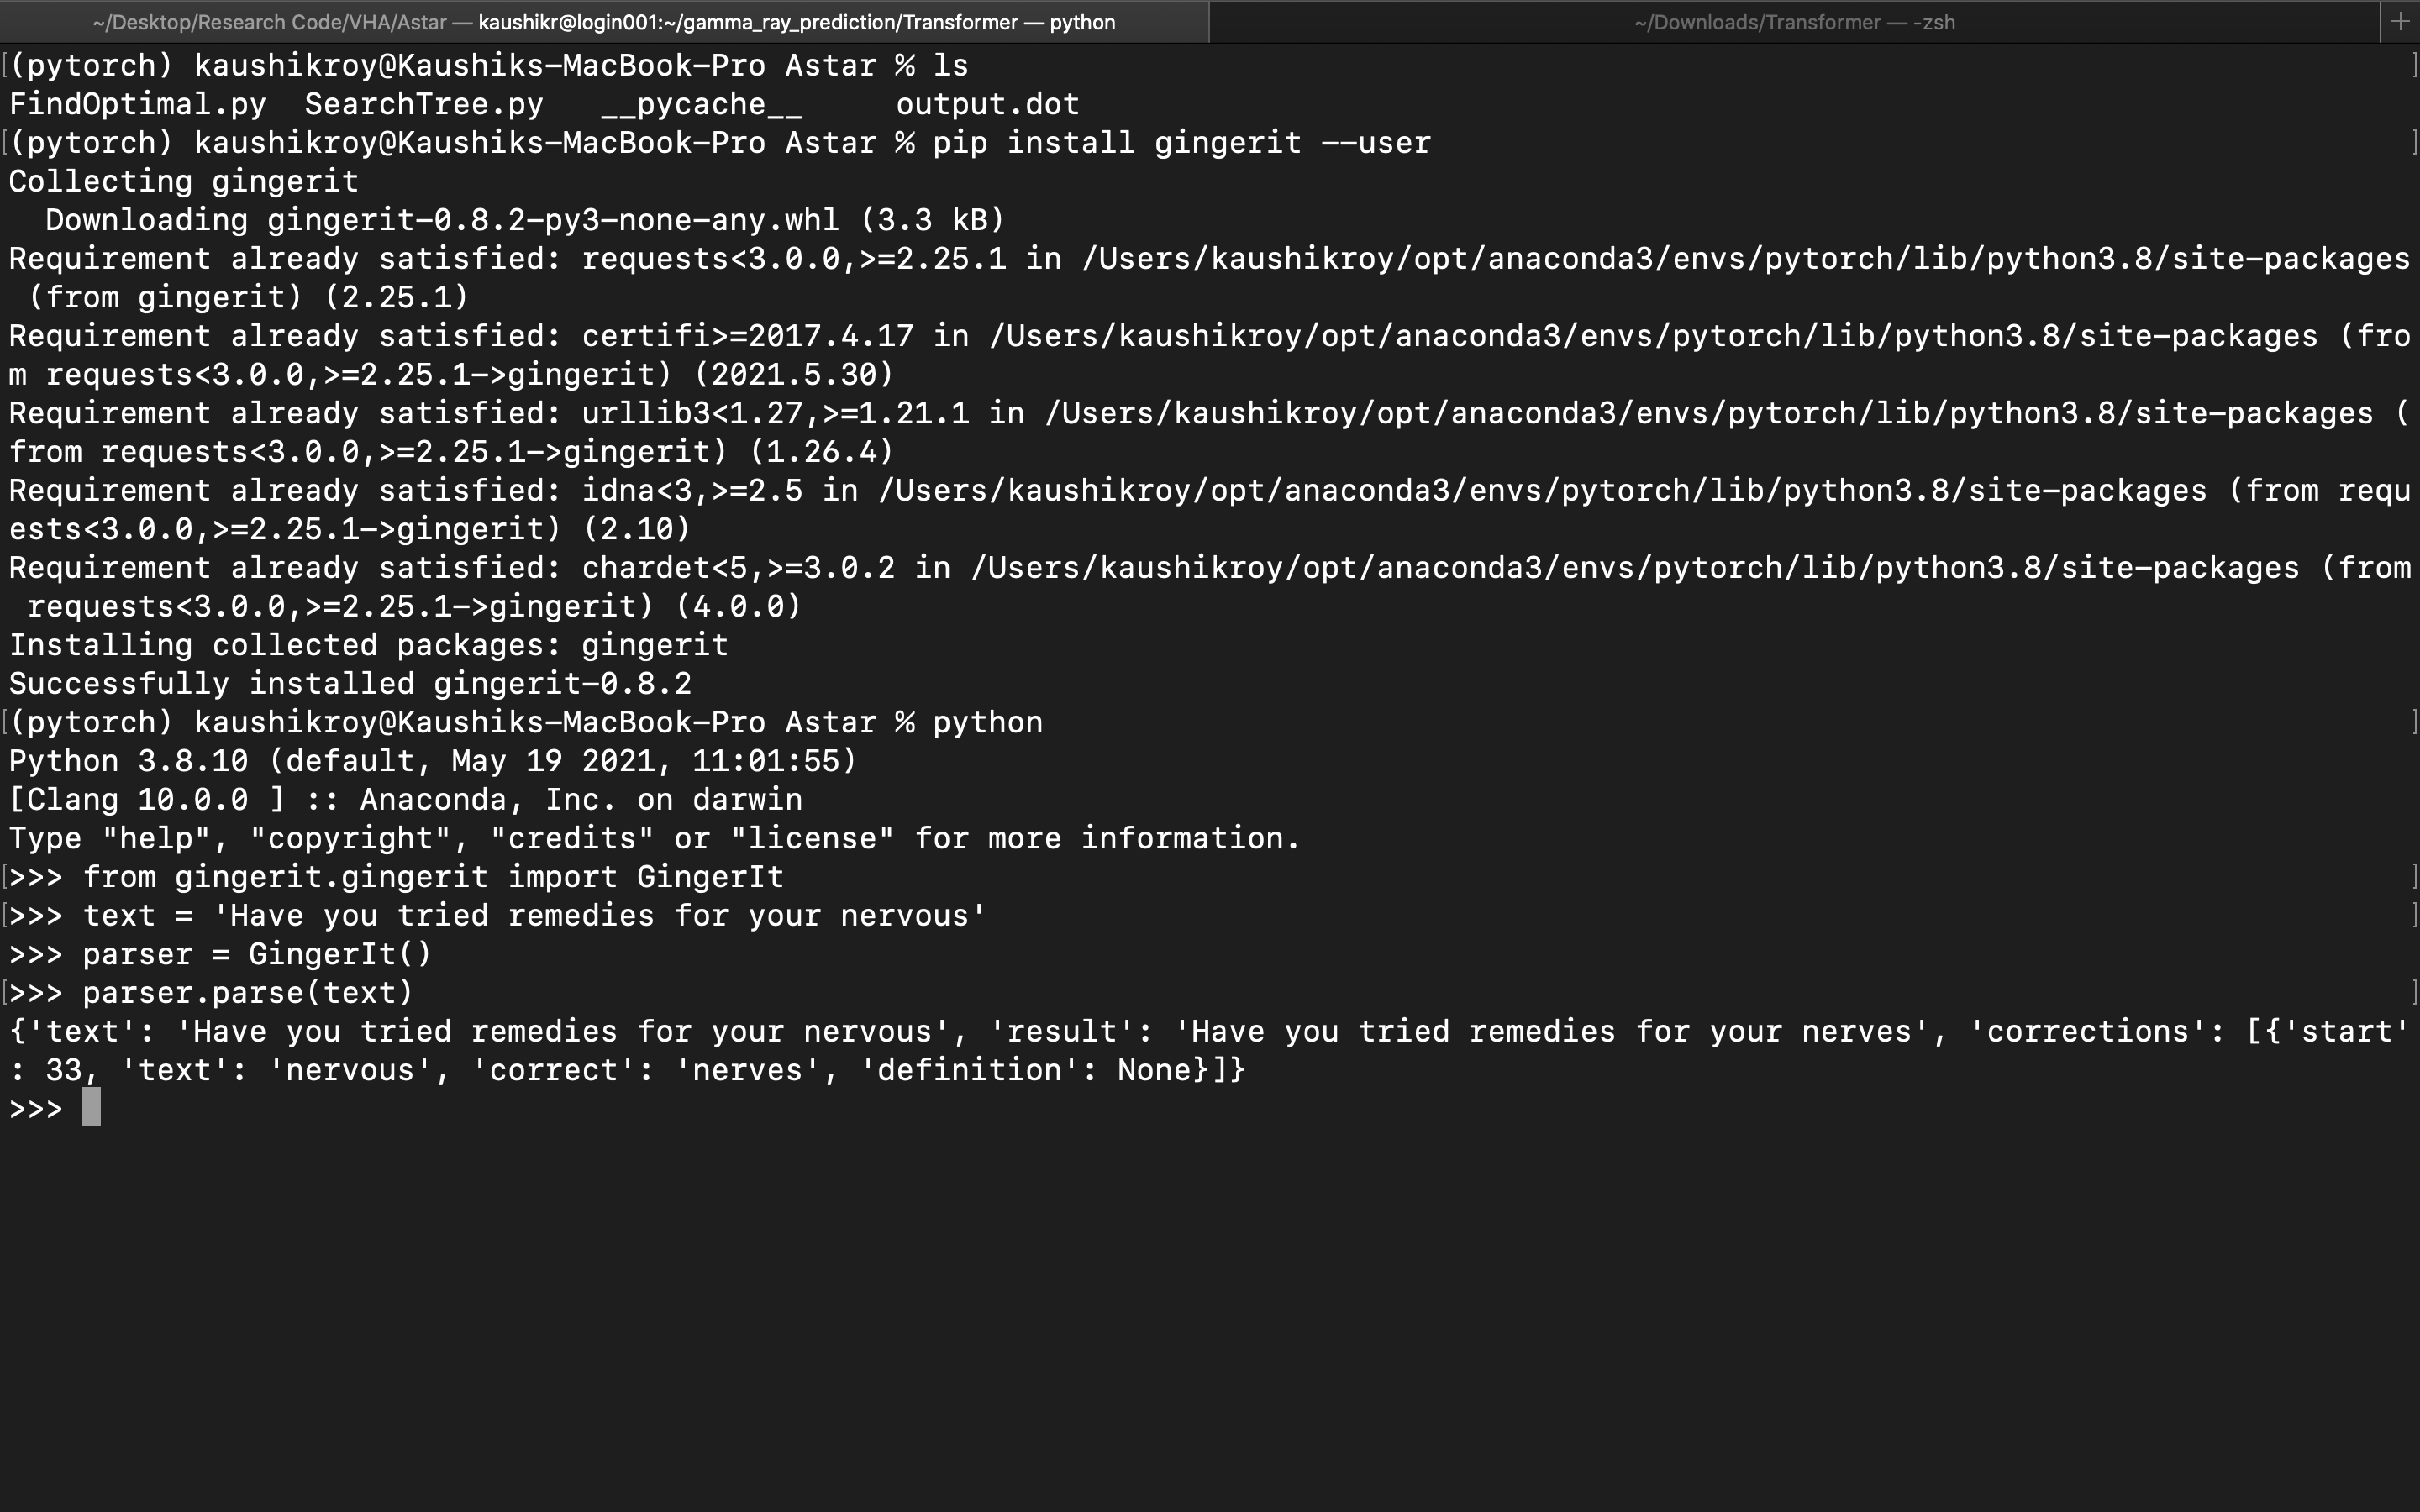 ~/Desktop/Research Code/VHA/Astar — kaushikr@login001:~/gamma_ray_prediction/Transformer — python
~/Downloads/Transformer — -zsh
+
[(pytorch) kaushikroy@Kaushiks-MacBook-Pro Astar % ls ]
FindOptimal.py  SearchTree.py   __pycache__     output.dot
[(pytorch) kaushikroy@Kaushiks-MacBook-Pro Astar % pip install gingerit --user ]
Collecting gingerit
  Downloading gingerit-0.8.2-py3-none-any.whl (3.3 kB)
Requirement already satisfied: requests<3.0.0,>=2.25.1 in /Users/kaushikroy/opt/anaconda3/envs/pytorch/lib/python3.8/site-packages
 (from gingerit) (2.25.1)
Requirement already satisfied: certifi>=2017.4.17 in /Users/kaushikroy/opt/anaconda3/envs/pytorch/lib/python3.8/site-packages (fro
m requests<3.0.0,>=2.25.1->gingerit) (2021.5.30)
Requirement already satisfied: urllib3<1.27,>=1.21.1 in /Users/kaushikroy/opt/anaconda3/envs/pytorch/lib/python3.8/site-packages (
from requests<3.0.0,>=2.25.1->gingerit) (1.26.4)
Requirement already satisfied: idna<3,>=2.5 in /Users/kaushikroy/opt/anaconda3/envs/pytorch/lib/python3.8/site-packages (from requ
ests<3.0.0,>=2.25.1->gingerit) (2.10)
Requirement already satisfied: chardet<5,>=3.0.2 in /Users/kaushikroy/opt/anaconda3/envs/pytorch/lib/python3.8/site-packages (from
 requests<3.0.0,>=2.25.1->gingerit) (4.0.0)
Installing collected packages: gingerit
Successfully installed gingerit-0.8.2
[(pytorch) kaushikroy@Kaushiks-MacBook-Pro Astar % python ]
Python 3.8.10 (default, May 19 2021, 11:01:55)
[Clang 10.0.0 ] :: Anaconda, Inc. on darwin
Type "help", "copyright", "credits" or "license" for more information.
[>>> from gingerit.gingerit import GingerIt ]
[>>> text = 'Have you tried remedies for your nervous' ]
>>> parser = GingerIt()
[>>> parser.parse(text) ]
{'text': 'Have you tried remedies for your nervous', 'result': 'Have you tried remedies for your nerves', 'corrections': [{'start'
: 33, 'text': 'nervous', 'correct': 'nerves', 'definition': None}]}
>>>